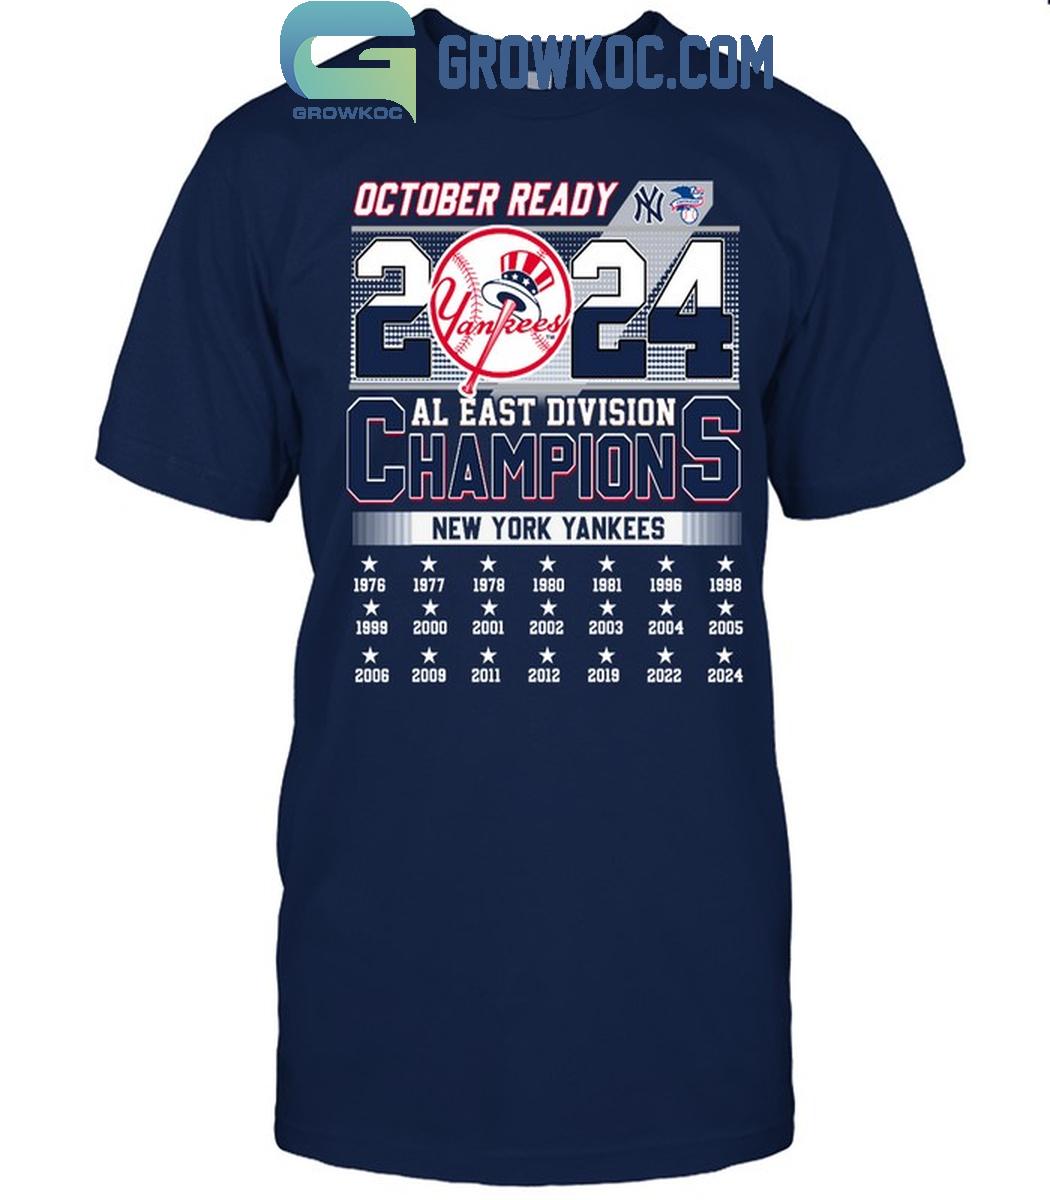 GROWKOC.COM
GROWKOC
OCTOBER READY NY
2024
Yankees
TM
AL EAST DIVISION
CHAMPIONS
NEW YORK YANKEES
1976 1977 1978 1980 1981 1996 1998
1999 2000 2001 2002 2003 2004 2005
2006 2009 2011 2012 2019 2022 2024